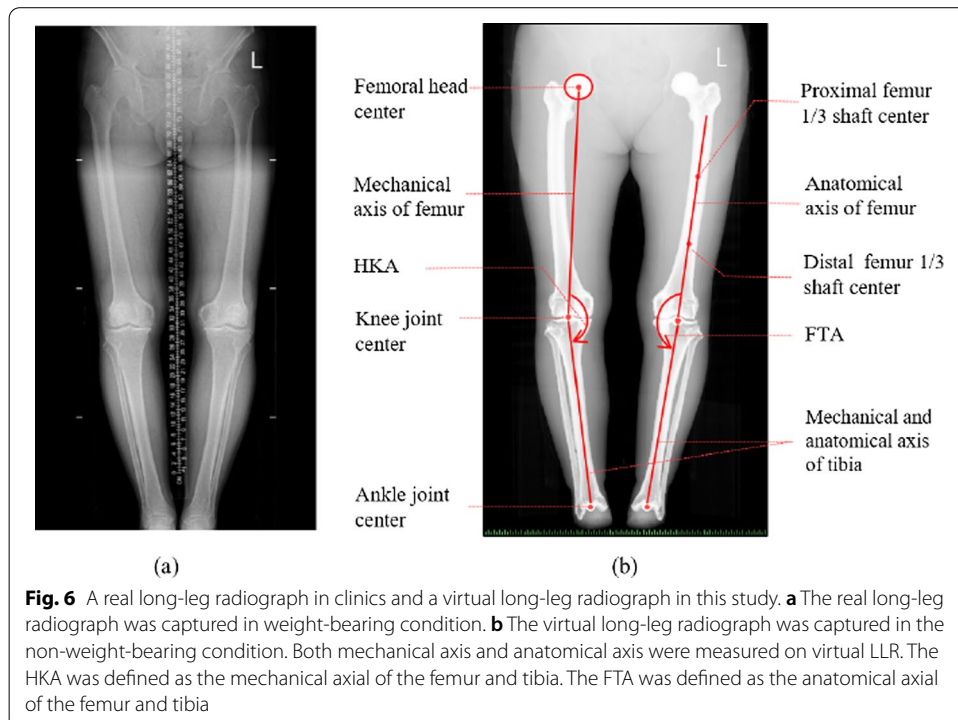 L
L
Femoral head
center
Mechanical
axis of femur
HKA
Knee joint
center
Ankle joint
center
Proximal femur
1/3 shaft center
Anatomical
axis of femur
Distal femur 1/3
shaft center
FTA
Mechanical and
anatomical axis
of tibia
(a)
(b)
Fig. 6 A real long-leg radiograph in clinics and a virtual long-leg radiograph in this study. a The real long-leg
radiograph was captured in weight-bearing condition. b The virtual long-leg radiograph was captured in the
non-weight-bearing condition. Both mechanical axis and anatomical axis were measured on virtual LLR. The
HKA was defined as the mechanical axial of the femur and tibia. The FTA was defined as the anatomical axial
of the femur and tibia